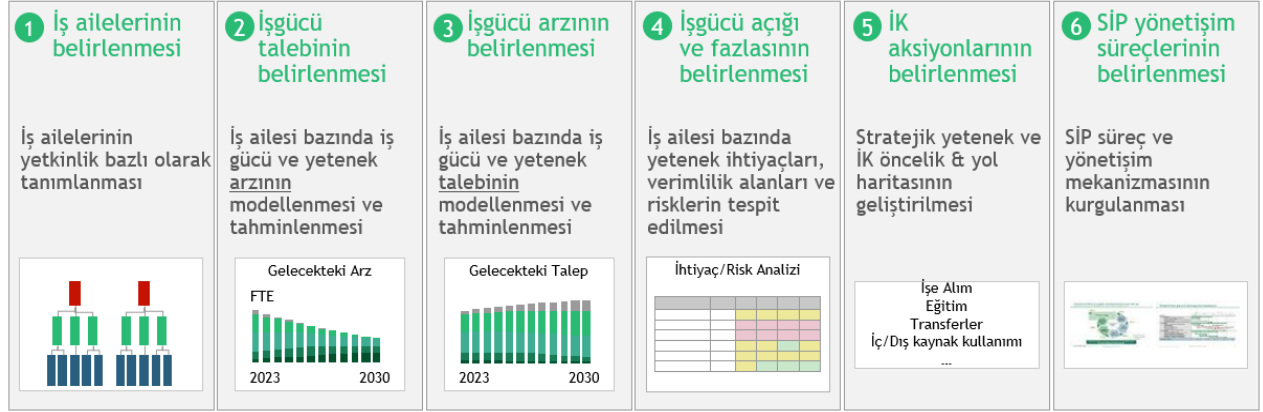 1 İş ailelerinin
belirlenmesi
İş ailelerinin
yetkinlik bazlı olarak
tanımlanması
2 İşgücü
talebinin
belirlenmesi
İş ailesi bazında iş
gücü ve yetenek
arzının
modellenmesi ve
tahminlenmesi
Gelecekteki Arz
FTE
2023 2030
3 İşgücü arzının
belirlenmesi
İş ailesi bazında iş
gücü ve yetenek
talebinin
modellenmesi ve
tahminlenmesi
Gelecekteki Talep
2023 2030
4 İşgücü açığı
ve fazlasının
belirlenmesi
İş ailesi bazında
yetenek ihtiyaçları,
verimlilik alanları ve
risklerin tespit
edilmesi
İhtiyaç/Risk Analizi
5 İK
aksiyonlarının
belirlenmesi
Stratejik yetenek ve
İK öncelik & yol
haritasının
geliştirilmesi
İşe Alım
Eğitim
Transferler
İç/Dış kaynak kullanımı
...
6 SİP yönetişim
süreçlerinin
belirlenmesi
SİP süreç ve
yönetişim
mekanizmasının
kurgulanması